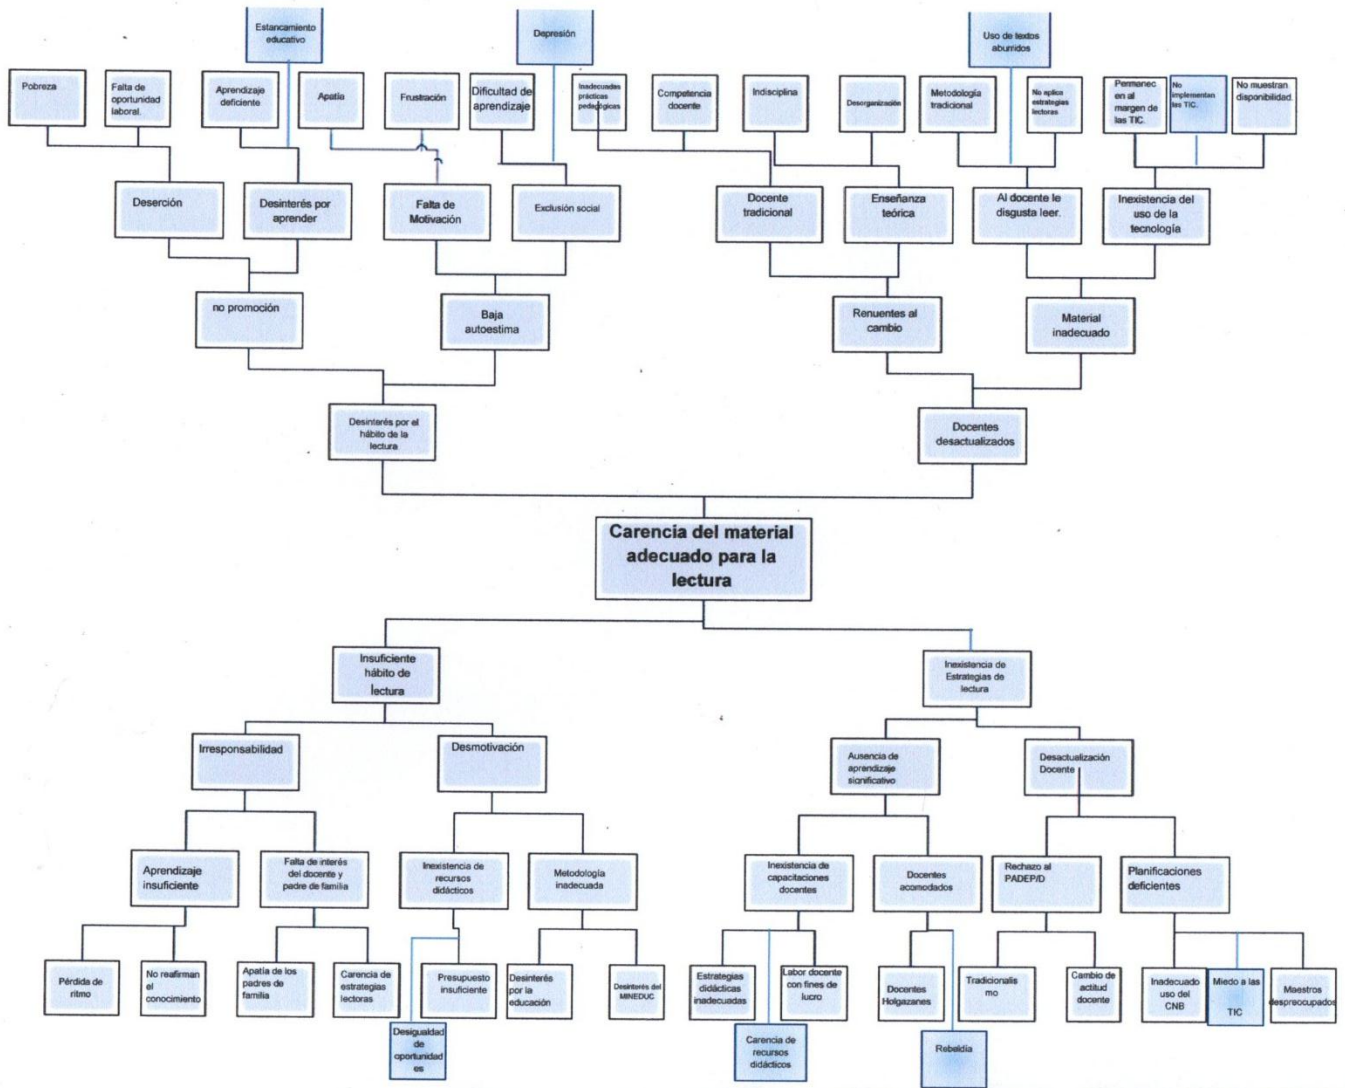 Estancamiento
educativo
Depresión
Uso de textos
aburridos
Pobreza
Falta de
oportunidad
laboral.
Aprendizaje
deficiente
Apatía
Frustración
Dificultad de
aprendizaje
Inadecuades
prácticas
pedagógicas
Competencia
docente
Indisciplina
Desorganización
Metodología
tradicional
No aplica
estrategias
lectoras
Permanec
en al
margen de
las TIC.
No
implementan
las TIC.
No muestran
disponibilidad.
Deserción
Desinterés por
aprender
Falta de
Motivación
Exclusión social
Docente
tradicional
Enseñanza
teórica
Al docente le
disgusta leer.
Inexistencia del
uso de la
tecnología
no promoción
Baja
autoestima
Renuentes al
cambio
Material
inadecuado
Desinterés por el
hábito de la
lectura
Docentes
desactualizados
Carencia del material
adecuado para la
lectura
Insuficiente
hábito de
lectura
Inexistencia de
Estrategias de
lectura
Irresponsabilidad
Desmotivación
Ausencia de
aprendizaje
significativo
Desactualización
Docente
Aprendizaje
insuficiente
Falta de interés
del docente y
padre de familia
Inexistencia de
recursos
didácticos
Metodología
inadecuada
Inexistencia de
capacitaciones
docentes
Docentes
acomodados
Rechazo al
PADEP/D
Planificaciones
deficientes
Pérdida de
ritmo
No reafirman
el
conocimiento
Apatía de los
padres de
familia
Carencia de
estrategias
lectoras
Presupuesto
insuficiente
Desinterés
por la
educación
Desinterés del
MINEDUC
Estrategias
didácticas
inadecuadas
Labor docente
con fines de
lucro
Docentes
Holgazanes
Tradicionalis
mo
Cambio de
actitud
docente
Inadecuado
uso del
CNB
Miedo a las
TIC
Maestros
despreocupados
Desigualdad
de
oportunidad
es
Carencia de
recursos
didácticos
Rebeldía